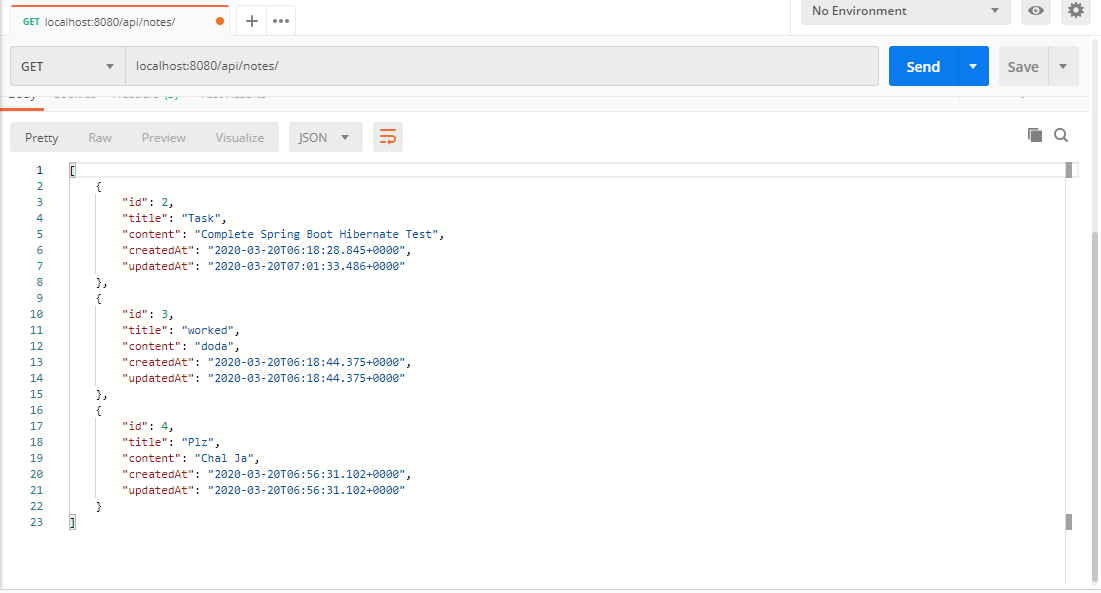 GET localhost:8080/api/notes/
No Environment
GET localhost:8080/api/notes/ Send Save
Pretty Raw Preview Visualize JSON
1 [
2 {
3 "id": 2,
4 "title": "Task",
5 "content": "Complete Spring Boot Hibernate Test",
6 "createdAt": "2020-03-20T06:18:28.845+0000",
7 "updatedAt": "2020-03-20T07:01:33.486+0000"
8 },
9 {
10 "id": 3,
11 "title": "worked",
12 "content": "doda",
13 "createdAt": "2020-03-20T06:18:44.375+0000",
14 "updatedAt": "2020-03-20T06:18:44.375+0000"
15 },
16 {
17 "id": 4,
18 "title": "Plz",
19 "content": "Chal Ja",
20 "createdAt": "2020-03-20T06:56:31.102+0000",
21 "updatedAt": "2020-03-20T06:56:31.102+0000"
22 }
23 ]